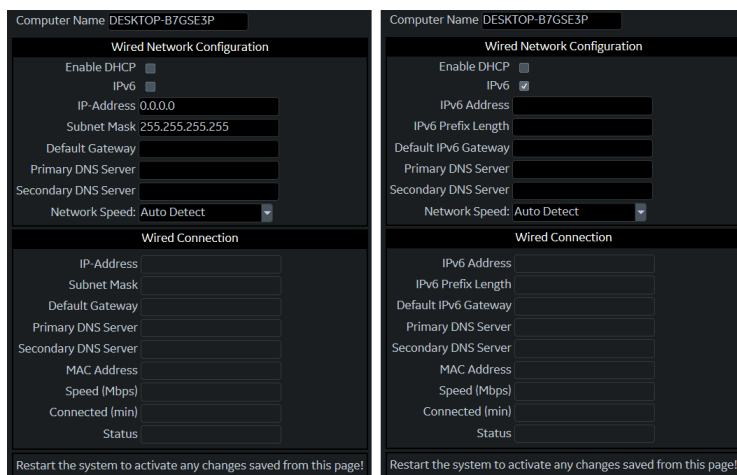 Computer Name DESKTOP-B7GSE3P
Wired Network Configuration
Enable DHCP
IPv6
IP-Address 0.0.0.0
Subnet Mask 255.255.255.255
Default Gateway
Primary DNS Server
Secondary DNS Server
Network Speed: Auto Detect
Wired Connection
IP-Address
Subnet Mask
Default Gateway
Primary DNS Server
Secondary DNS Server
MAC Address
Speed (Mbps)
Connected (min)
Status
Restart the system to activate any changes saved from this page!
Computer Name DESKTOP-B7GSE3P
Wired Network Configuration
Enable DHCP
IPv6
IPv6 Address
IPv6 Prefix Length
Default IPv6 Gateway
Primary DNS Server
Secondary DNS Server
Network Speed: Auto Detect
Wired Connection
IPv6 Address
IPv6 Prefix Length
Default IPv6 Gateway
Primary DNS Server
Secondary DNS Server
MAC Address
Speed (Mbps)
Connected (min)
Status
Restart the system to activate any changes saved from this page!